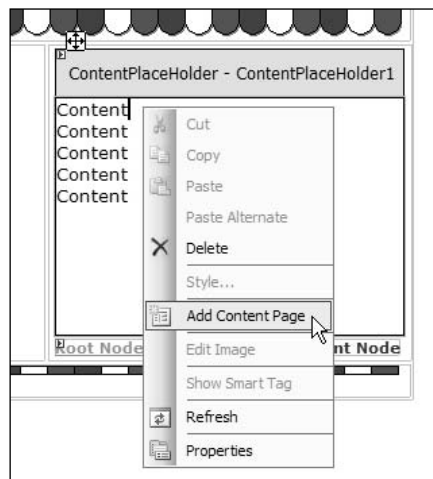 ContentPlaceHolder - ContentPlaceHolder1
Content
Content
Content
Content
Content
Cut
Copy
Paste
Paste Alternate
Delete
Style...
Add Content Page
Root Node
nt Node
Edit Image
Show Smart Tag
Refresh
Properties